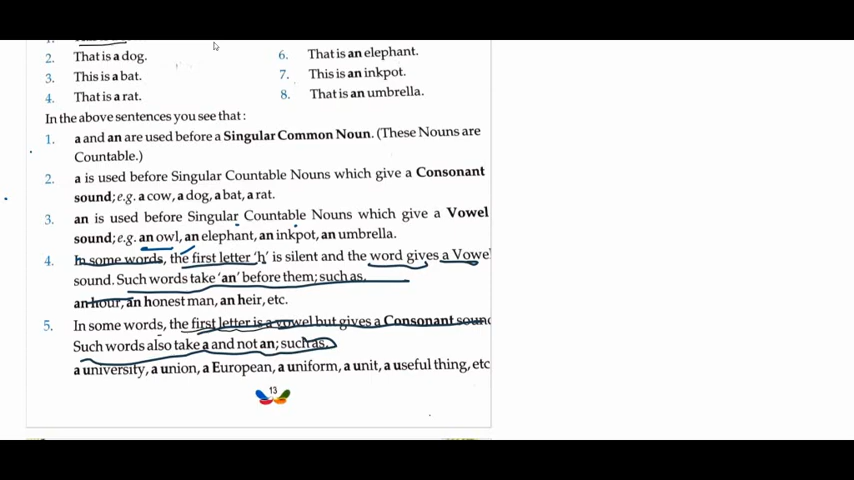 2. That is a dog.
6. That is an elephant.
3. This is a bat.
7. This is an inkpot.
4. That is a rat.
8. That is an umbrella.
In the above sentences you see that :
1. a and an are used before a Singular Common Noun. (These Nouns are
Countable.)
2. a is used before Singular Countable Nouns which give a Consonant
sound; e.g. a cow, a dog, a bat, a rat.
3. an is used before Singular Countable Nouns which give a Vowel
sound; e.g. an owl, an elephant, an inkpot, an umbrella.
4. In some words, the first letter 'h' is silent and the word gives a Vowe
sound. Such words take 'an' before them; such as,
an hour, an honest man, an heir, etc.
5. In some words, the first letter is a vowel but gives a Consonant soun
Such words also take a and not an; such as,
a university, a union, a European, a uniform, a unit, a useful thing, etc
13